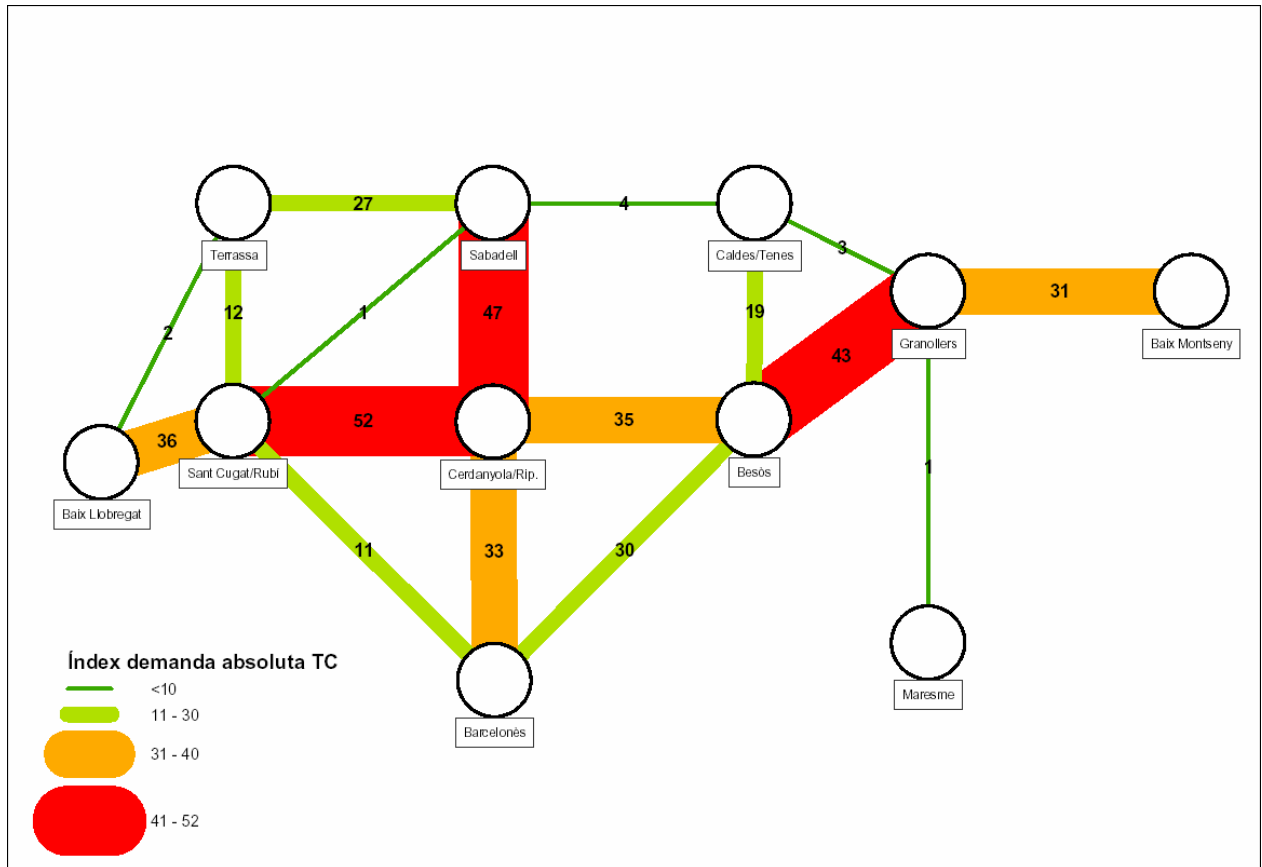 27
4
Terrassa
Sabadell
Caldes/Tenes
3
31
2
12
1
47
19
43
Granollers
Baix Montseny
36
52
35
Sant Cugat/Rubí
Cerdanyola/Rip.
Besòs
1
Baix Llobregat
11
33
30
Índex demanda absoluta TC
<10
11 - 30
31 - 40
41 - 52
Maresme
Barcelonès